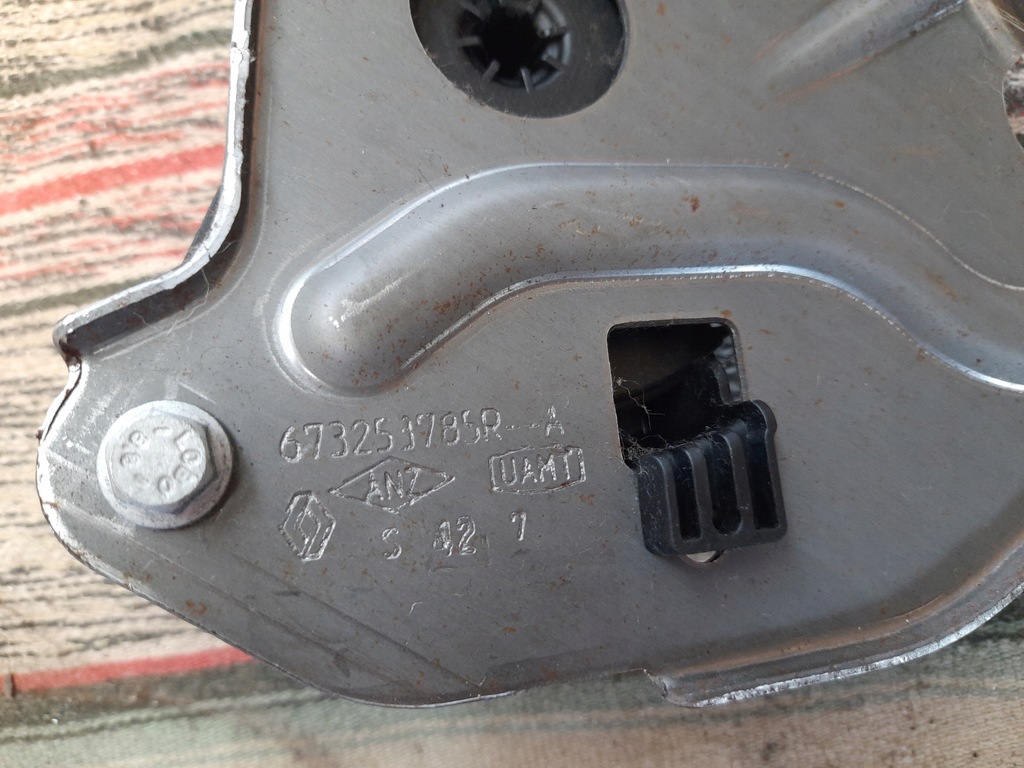 673253785R---A
ANZ UAMT
S 42 7